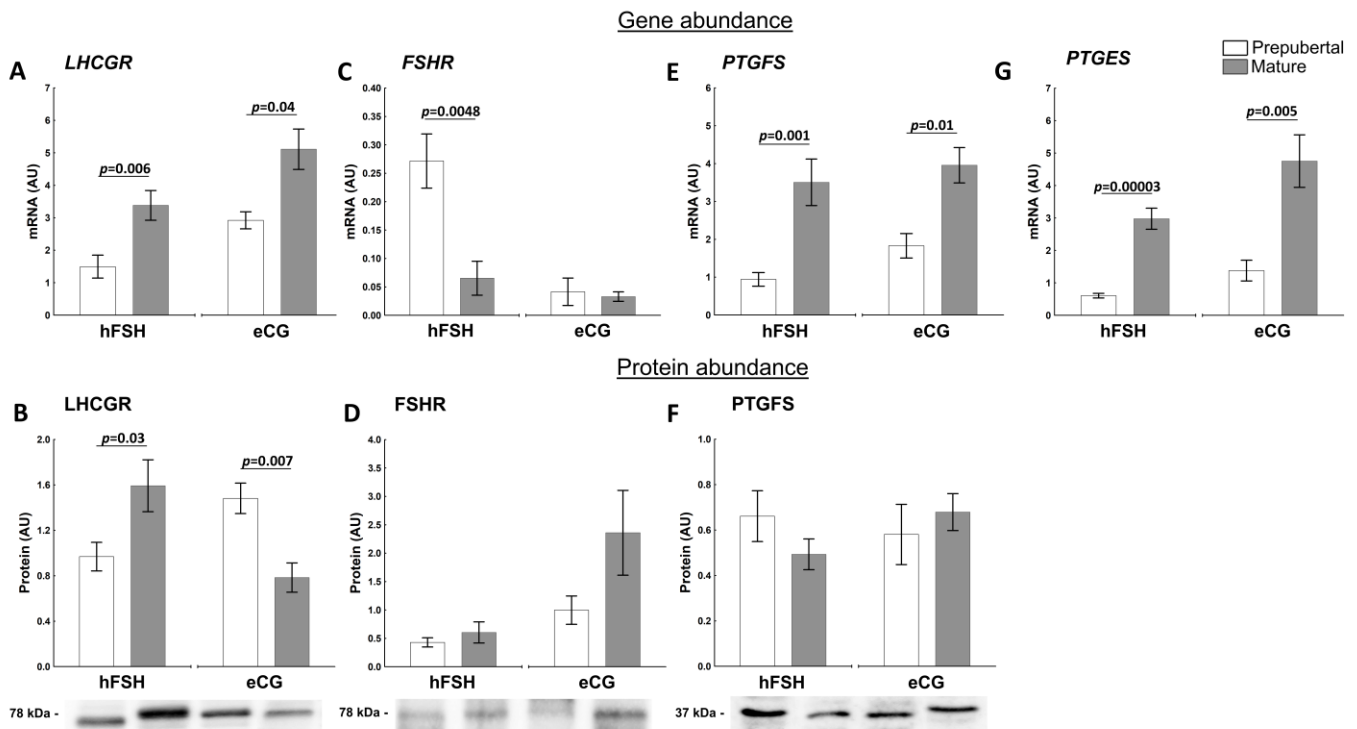 Gene abundance
Prepubertal
Mature
A LHCGR
mRNA (AU)
7
6
5
4
3
2
1
0
p=0.006
p=0.04
hFSH eCG
C FSHR
mRNA (AU)
0.40
0.35
0.30
0.25
0.20
0.15
0.10
0.05
0.00
p=0.0048
hFSH eCG
E PTGFS
mRNA (AU)
6
5
4
3
2
1
0
p=0.001
p=0.01
hFSH eCG
G PTGES
mRNA (AU)
7
6
5
4
3
2
1
0
p=0.00003
p=0.005
hFSH eCG
Protein abundance
B LHCGR
Protein (AU)
2.0
1.6
1.2
0.8
0.4
0.0
p=0.03
p=0.007
hFSH eCG
78 kDa -
D FSHR
Protein (AU)
4.0
3.5
3.0
2.5
2.0
1.5
1.0
0.5
0.0
hFSH eCG
78 kDa -
F PTGFS
Protein (AU)
1.0
0.8
0.6
0.4
0.2
0.0
hFSH eCG
37 kDa -